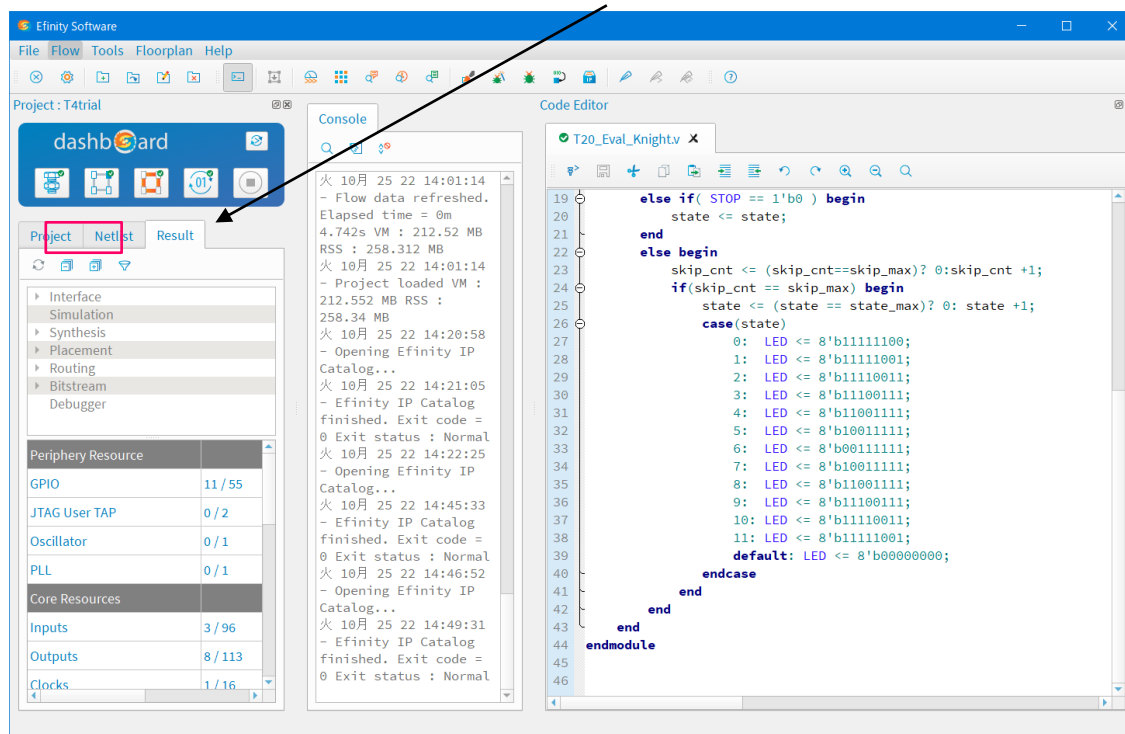 Efinity Software
File Flow Tools Floorplan Help
Project : T4trial
dashboard
Project Netlist Result
Interface
Simulation
Synthesis
Placement
Routing
Bitstream
Debugger
Periphery Resource
GPIO 11 / 55
JTAG User TAP 0 / 2
Oscillator 0 / 1
PLL 0 / 1
Core Resources
Inputs 3 / 96
Outputs 8 / 113
Clocks 1 / 16
Console
火 10月 25 22 14:01:14
- Flow data refreshed.
Elapsed time = 0m
4.742s VM : 212.52 MB
RSS : 258.312 MB
火 10月 25 22 14:01:14
- Project loaded VM :
212.552 MB RSS :
258.34 MB
火 10月 25 22 14:20:58
- Opening Efinity IP
Catalog...
火 10月 25 22 14:21:05
- Efinity IP Catalog
finished. Exit code =
0 Exit status : Normal
火 10月 25 22 14:22:25
- Opening Efinity IP
Catalog...
火 10月 25 22 14:45:33
- Efinity IP Catalog
finished. Exit code =
0 Exit status : Normal
火 10月 25 22 14:46:52
- Opening Efinity IP
Catalog...
火 10月 25 22 14:49:31
- Efinity IP Catalog
finished. Exit code =
0 Exit status : Normal
Code Editor
T20_Eval_Knight.v
19 else if( STOP == 1'b0 ) begin
20 state <= state;
21 end
22 else begin
23 skip_cnt <= (skip_cnt==skip_max)? 0:skip_cnt +1;
24 if(skip_cnt == skip_max) begin
25 state <= (state == state_max)? 0: state +1;
26 case(state)
27 0: LED <= 8'b11111100;
28 1: LED <= 8'b11111001;
29 2: LED <= 8'b11110011;
30 3: LED <= 8'b11100111;
31 4: LED <= 8'b11001111;
32 5: LED <= 8'b10011111;
33 6: LED <= 8'b00111111;
34 7: LED <= 8'b10011111;
35 8: LED <= 8'b11001111;
36 9: LED <= 8'b11100111;
37 10: LED <= 8'b11110011;
38 11: LED <= 8'b11111001;
39 default: LED <= 8'b00000000;
40 endcase
41 end
42 end
43 end
44 endmodule
45
46